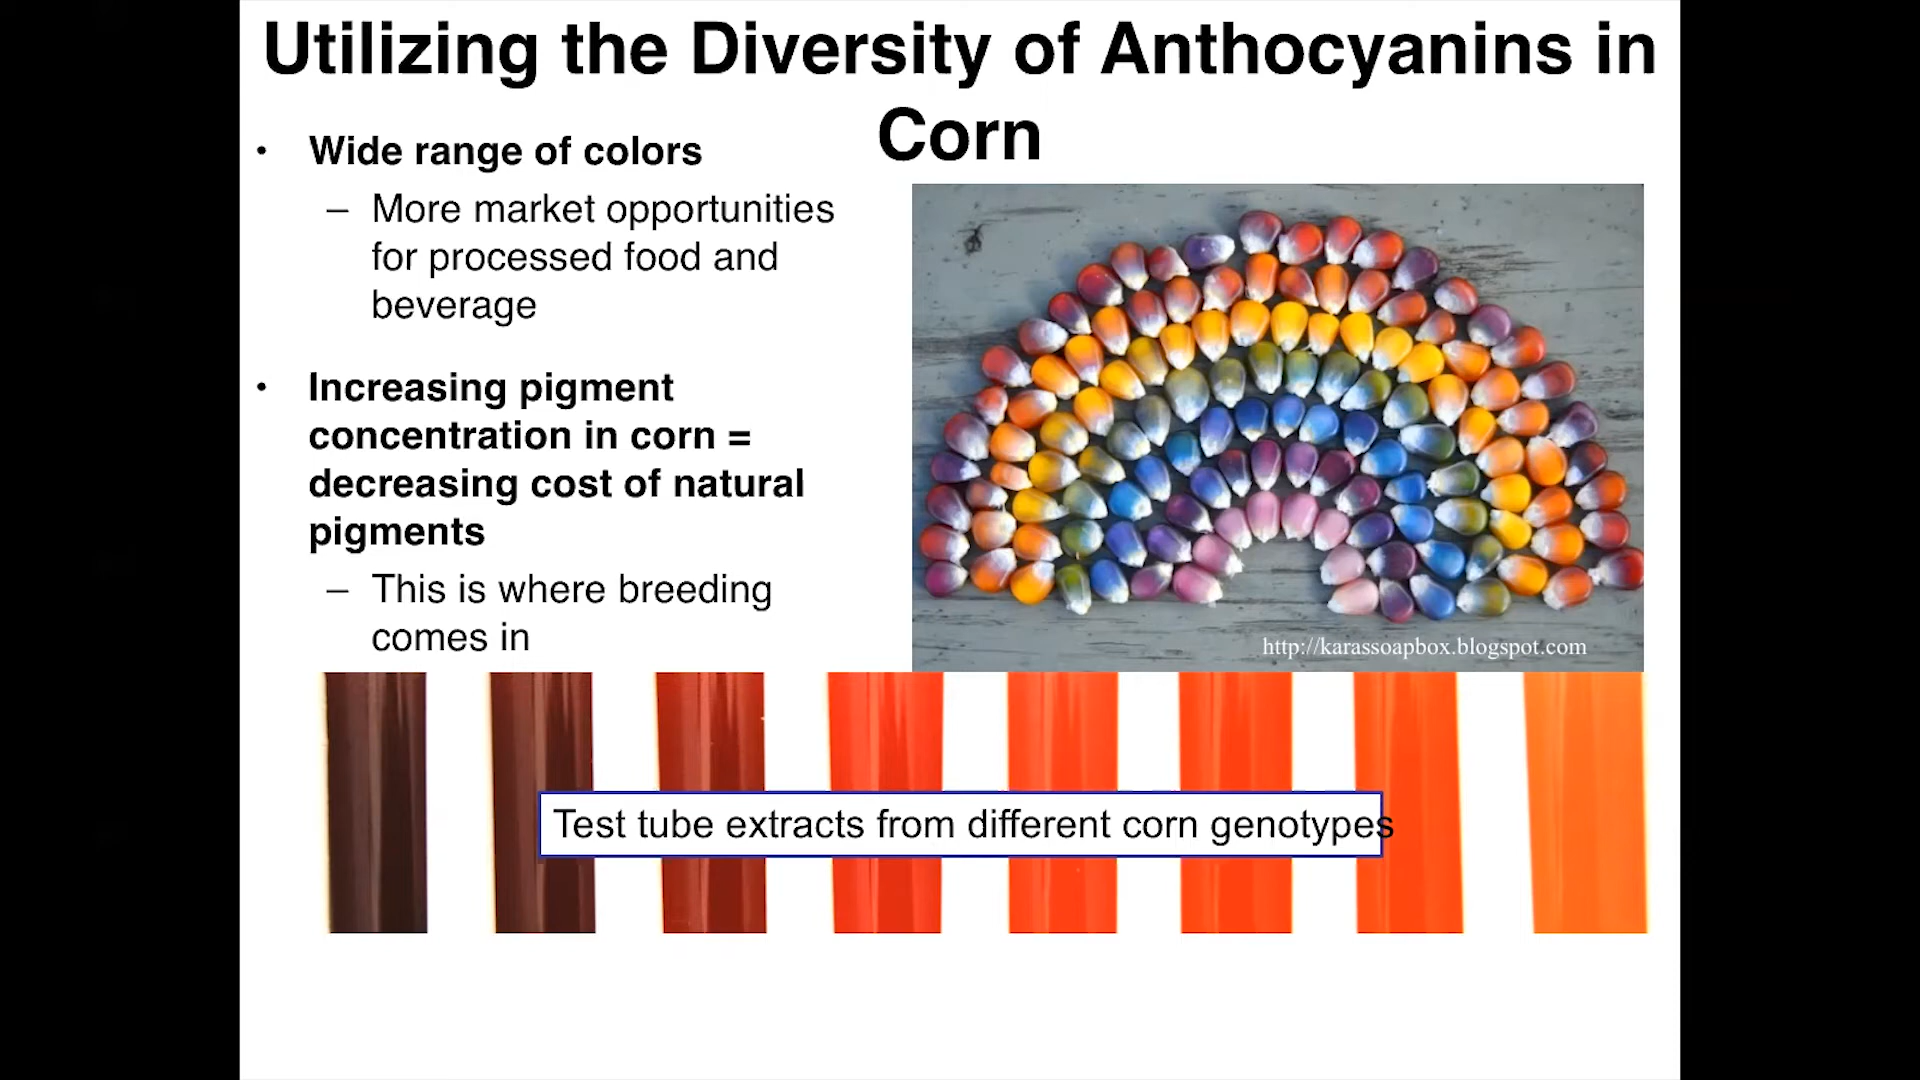 Utilizing the Diversity of Anthocyanins in
Corn
• Wide range of colors
– More market opportunities
for processed food and
beverage
• Increasing pigment
concentration in corn =
decreasing cost of natural
pigments
– This is where breeding
comes in
http://karassoapbox.blogspot.com
Test tube extracts from different corn genotypes